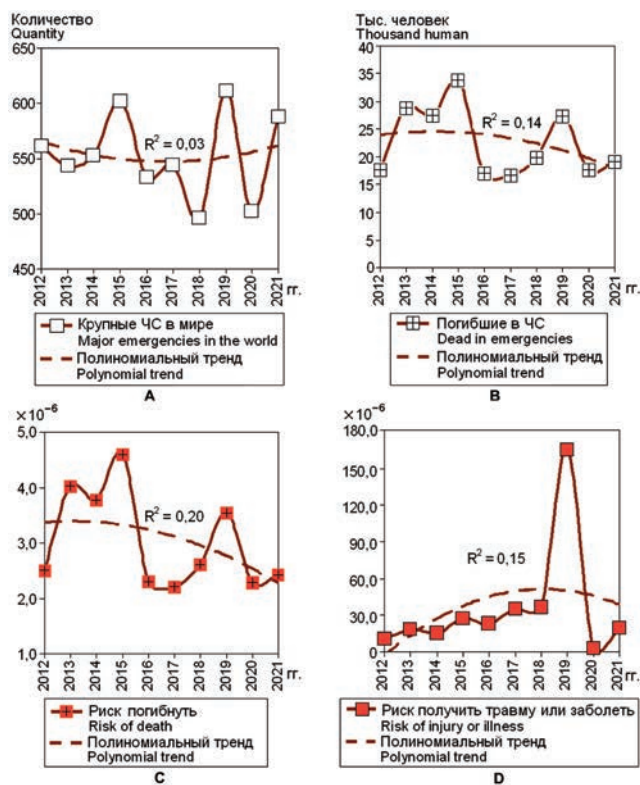 Количество
Quantity
650
600
550
500
450
R² = 0,03
2012
2013
2014
2015
2016
2017
2018
2019
2020
2021
гг.
Крупные ЧС в мире
Major emergencies in the world
Полиномиальный тренд
Polynomial trend
A
Тыс. человек
Thousand human
40
35
30
25
20
15
10
5
0
R² = 0,14
2012
2013
2014
2015
2016
2017
2018
2019
2020
2021
гг.
Погибшие в ЧС
Dead in emergencies
Полиномиальный тренд
Polynomial trend
B
×10⁻⁶
5,0
4,0
3,0
2,0
1,0
R² = 0,20
2012
2013
2014
2015
2016
2017
2018
2019
2020
2021
гг.
Риск погибнуть
Risk of death
Полиномиальный тренд
Polynomial trend
C
×10⁻⁶
180,0
150,0
120,0
90,0
60,0
30,0
0
R² = 0,15
2012
2013
2014
2015
2016
2017
2018
2019
2020
2021
гг.
Риск получить травму или заболеть
Risk of injury or illness
Полиномиальный тренд
Polynomial trend
D